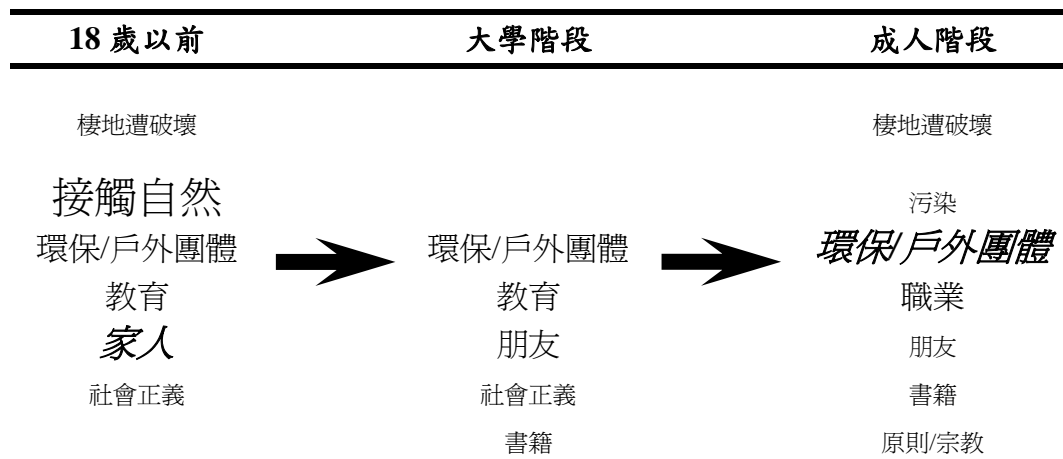 18 歲以前 大學階段 成人階段
棲地遭破壞 棲地遭破壞
接觸自然 污染
環保/戶外團體 環保/戶外團體 環保/戶外團體
教育 教育 職業
家人 朋友 朋友
社會正義 社會正義 書籍
書籍 原則/宗教